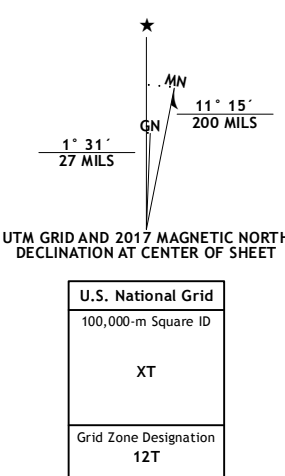 ★
MN
GN
11° 15´
200 MILS
1° 31´
27 MILS
UTM GRID AND 2017 MAGNETIC NORTH
DECLINATION AT CENTER OF SHEET
U.S. National Grid
100,000-m Square ID
XT
Grid Zone Designation
12T